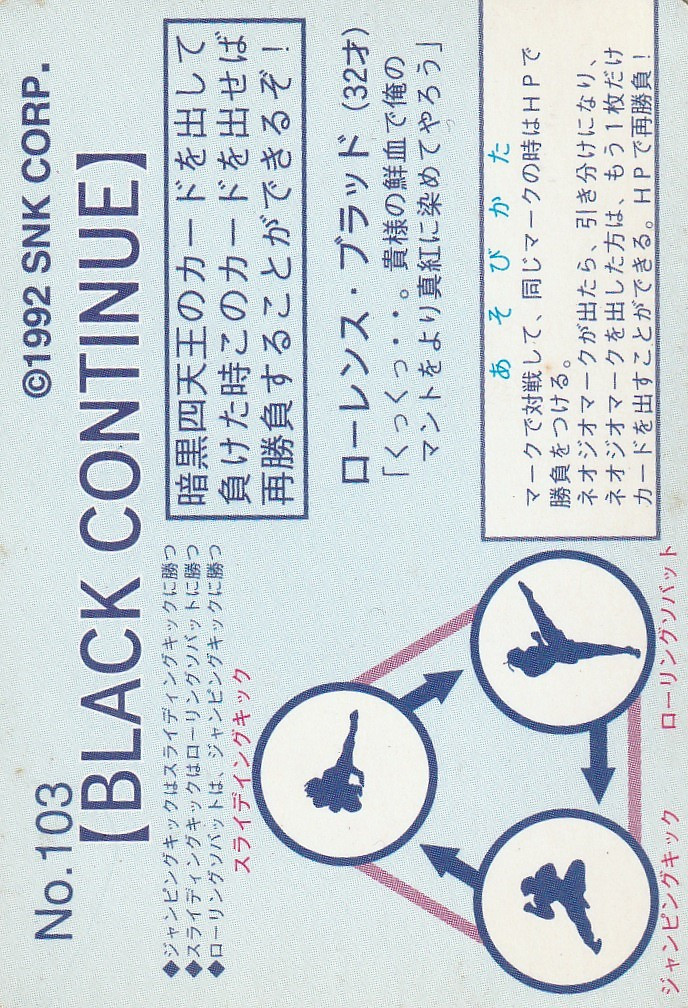 No.103
©1992 SNK CORP.
【BLACK CONTINUE】
◆ジャンピングキックはスライディングキックに勝つ
◆スライディングキックはローリングソバットに勝つ
◆ローリングソバットは、ジャンピングキックに勝つ
スライディングキック
ジャンピングキック
ローリングソバット
暗黒四天王のカードを出して
負けた時このカードを出せば
再勝負することができるぞ！
ローレンス・ブラッド（32才）
「くっくっ・・。貴様の鮮血で俺の
マントをより真紅に染めてやろう」
あそびかた
マークで対戦して、同じマークの時はＨＰで
勝負をつける。
ネオジオマークが出たら、引き分けになり、
ネオジオマークを出した方は、もう１枚だけ
カードを出すことができる。ＨＰで再勝負！